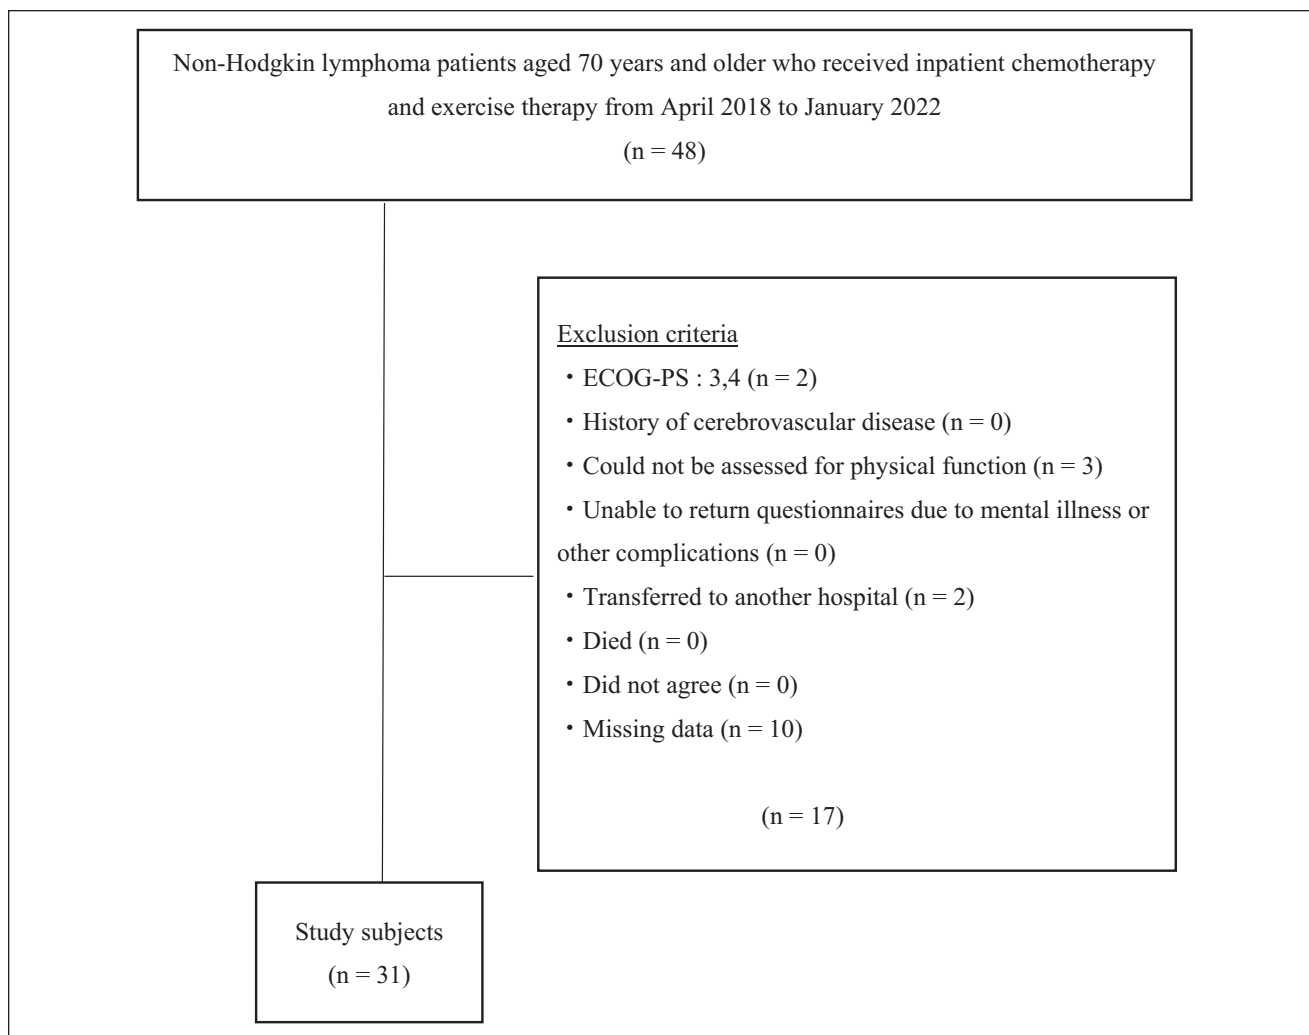 Non-Hodgkin lymphoma patients aged 70 years and older who received inpatient chemotherapy
and exercise therapy from April 2018 to January 2022
(n = 48)
Exclusion criteria
・ECOG-PS : 3,4 (n = 2)
・History of cerebrovascular disease (n = 0)
・Could not be assessed for physical function (n = 3)
・Unable to return questionnaires due to mental illness or
other complications (n = 0)
・Transferred to another hospital (n = 2)
・Died (n = 0)
・Did not agree (n = 0)
・Missing data (n = 10)
(n = 17)
Study subjects
(n = 31)